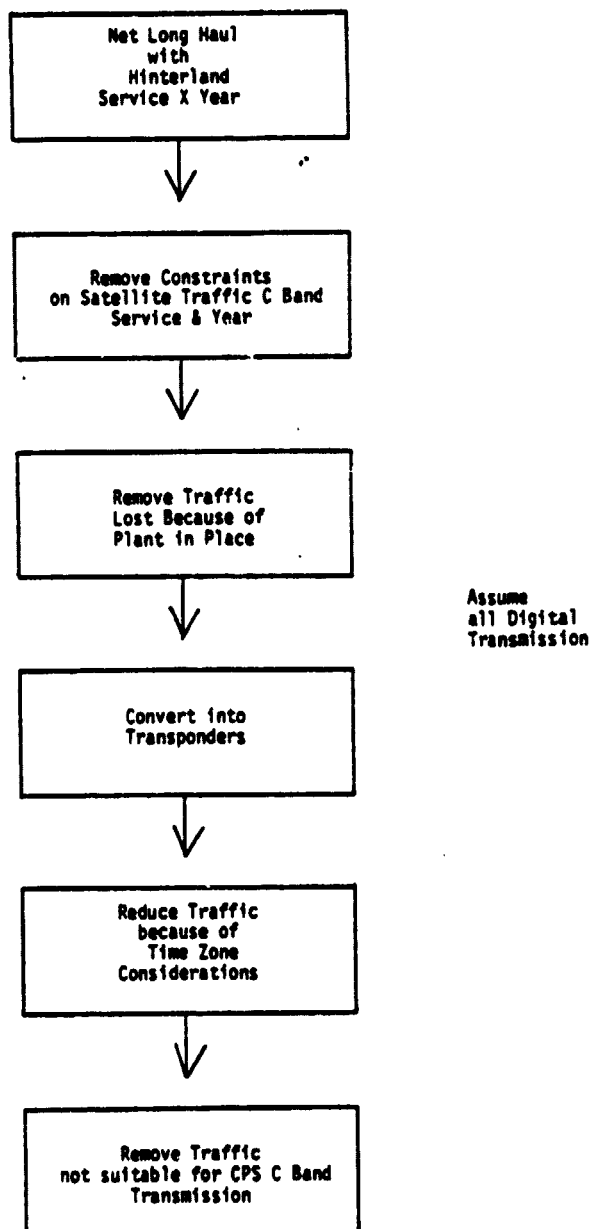 Net Long Haul
with
Hinterland
Service X Year
Remove Constraints
on Satellite Traffic C Band
Service & Year
Remove Traffic
Lost Because of
Plant in Place
Assume
all Digital
Transmission
Convert into
Transponders
Reduce Traffic
because of
Time Zone
Considerations
Remove Traffic
not suitable for CPS C Band
Transmission